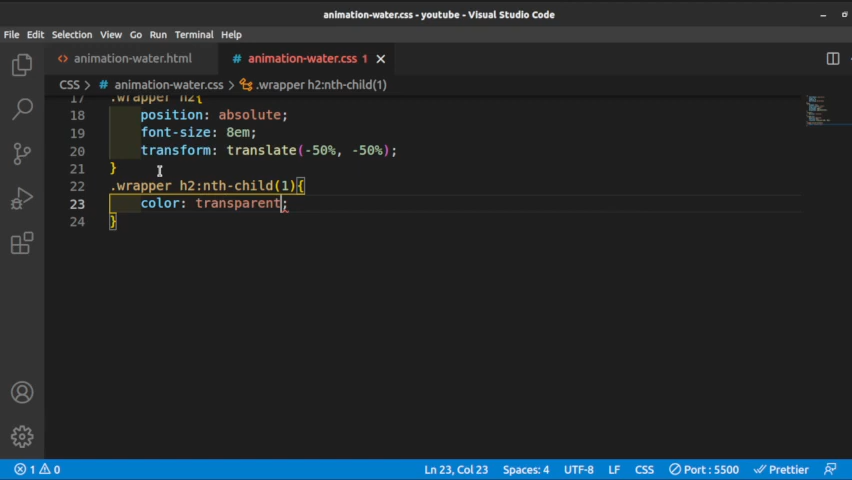 animation-water.css - youtube - Visual Studio Code
File Edit Selection View Go Run Terminal Help
<> animation-water.html # animation-water.css 1 ×
CSS > # animation-water.css > .wrapper h2:nth-child(1)
17 .wrapper h2{
18 position: absolute;
19 font-size: 8em;
20 transform: translate(-50%, -50%);
21 }
22 .wrapper h2:nth-child(1){
23 color: transparent;
24 }
1 0 Ln 23, Col 23 Spaces: 4 UTF-8 LF CSS Port : 5500 Prettier